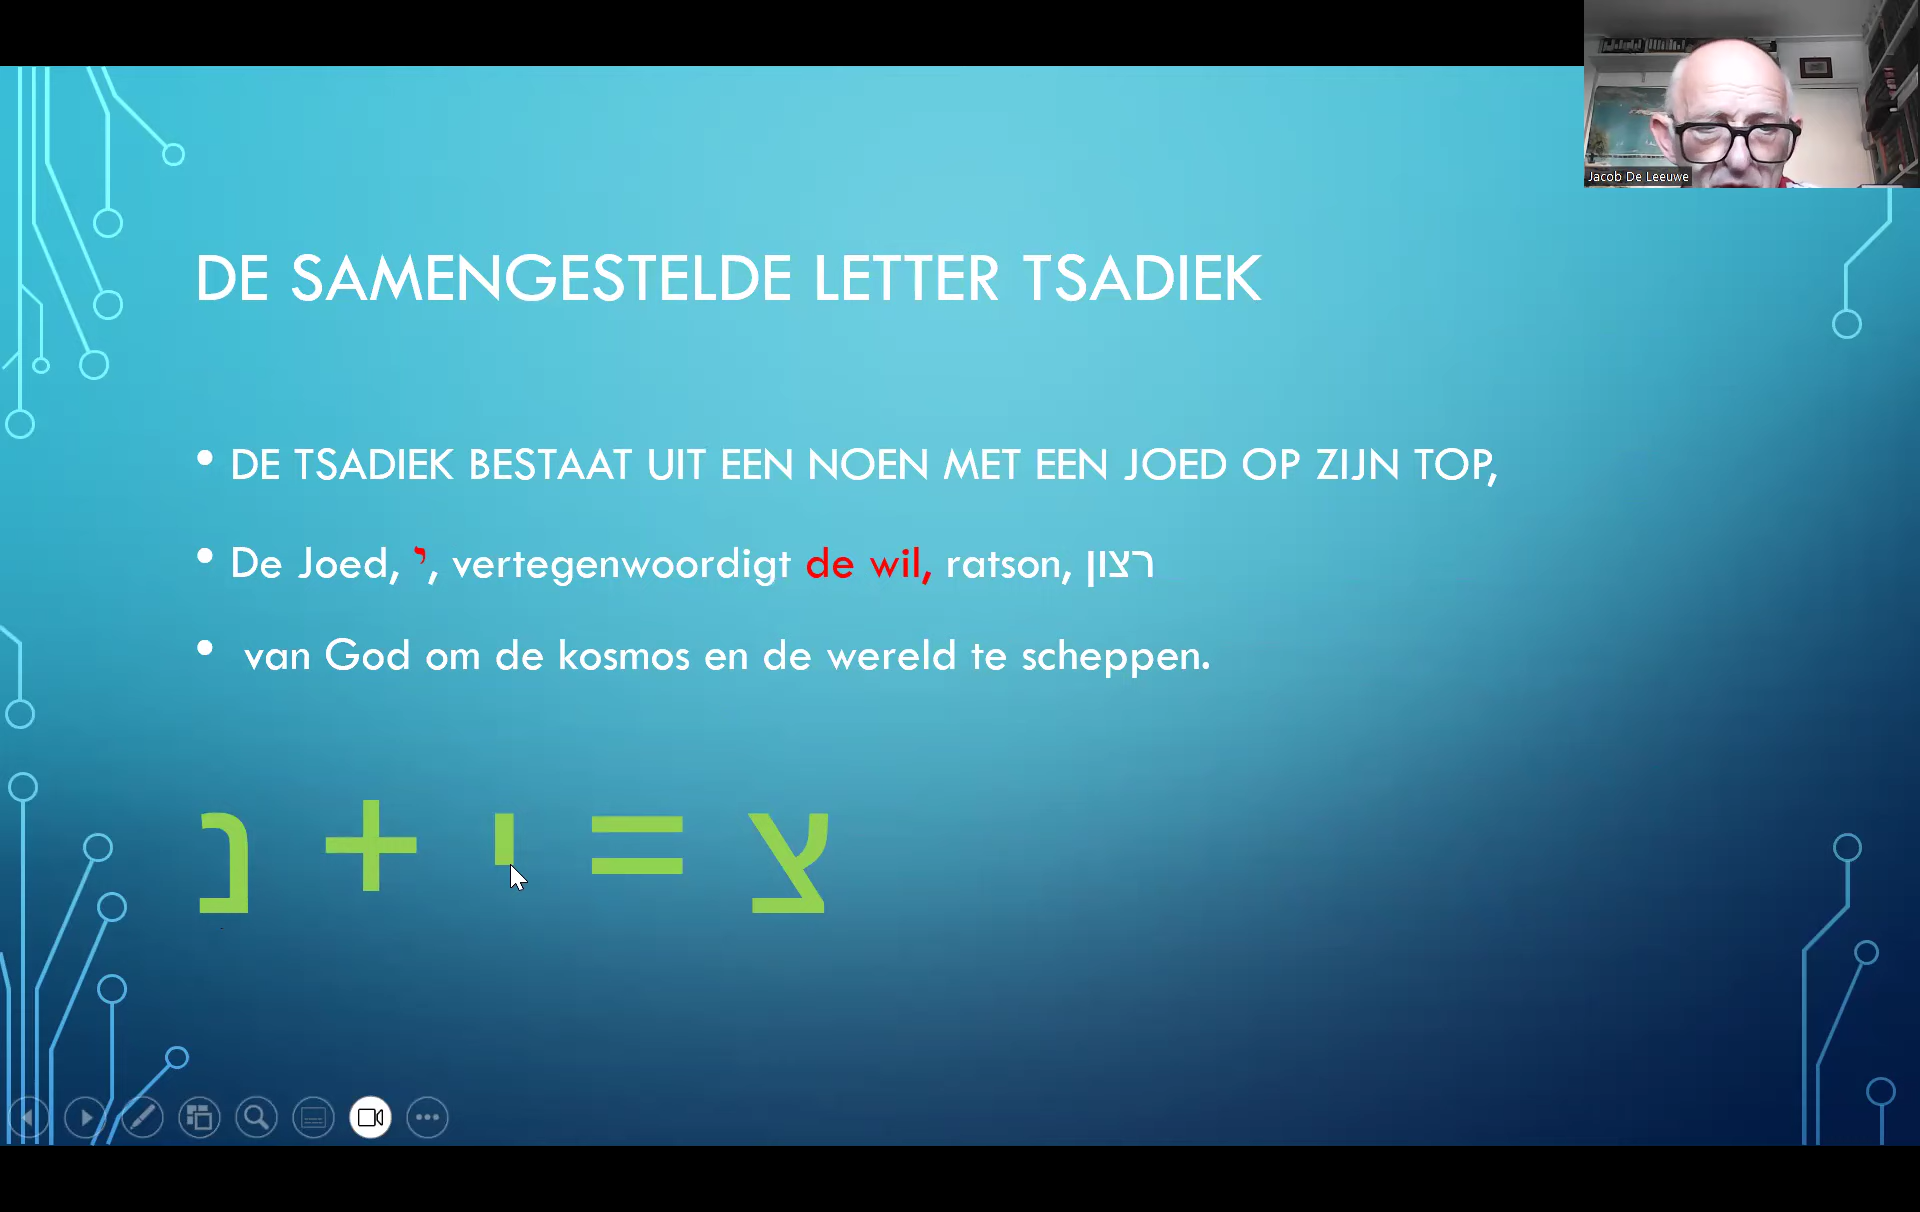 Jacob De Leeuwe
DE SAMENGESTELDE LETTER TSADIEK
• DE TSADIEK BESTAAT UIT EEN NOEN MET EEN JOED OP ZIJN TOP,
• De Joed, י, vertegenwoordigt de wil, ratson, רצון
• van God om de kosmos en de wereld te scheppen.
נ + י = צ